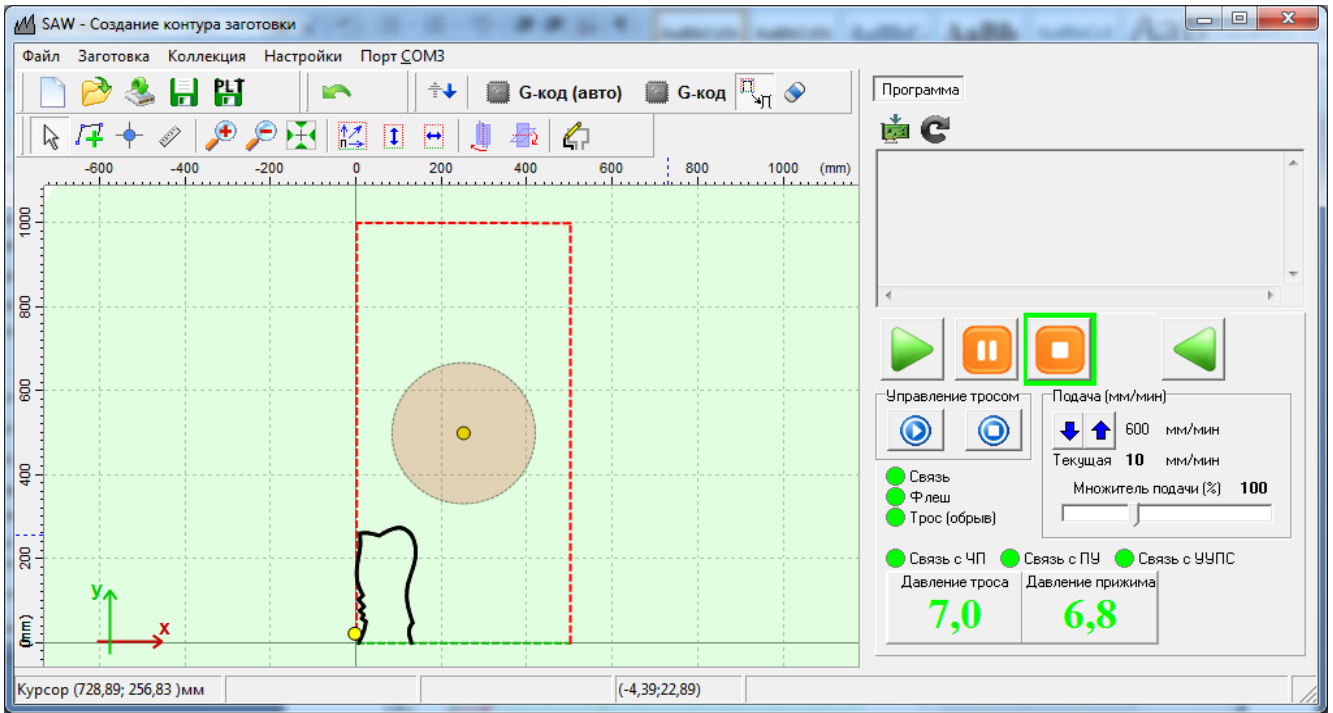 SAW - Создание контура заготовки
Файл Заготовка Коллекция Настройки Порт COM3
PLT G-код (авто) G-код П
П
Программа
-600 -400 -200 0 200 400 600 800 1000 (mm)
1000
800
600
400
200
0
(mm)
y
x
Управление тросом
Подача (мм/мин)
600 мм/мин
Текущая 10 мм/мин
Множитель подачи (%) 100
Связь
Флеш
Трос (обрыв)
Связь с ЧП Связь с ПУ Связь с УУПС
Давление троса Давление прижима
7,0 6,8
Курсор (728,89; 256,83 )мм (-4,39;22,89)